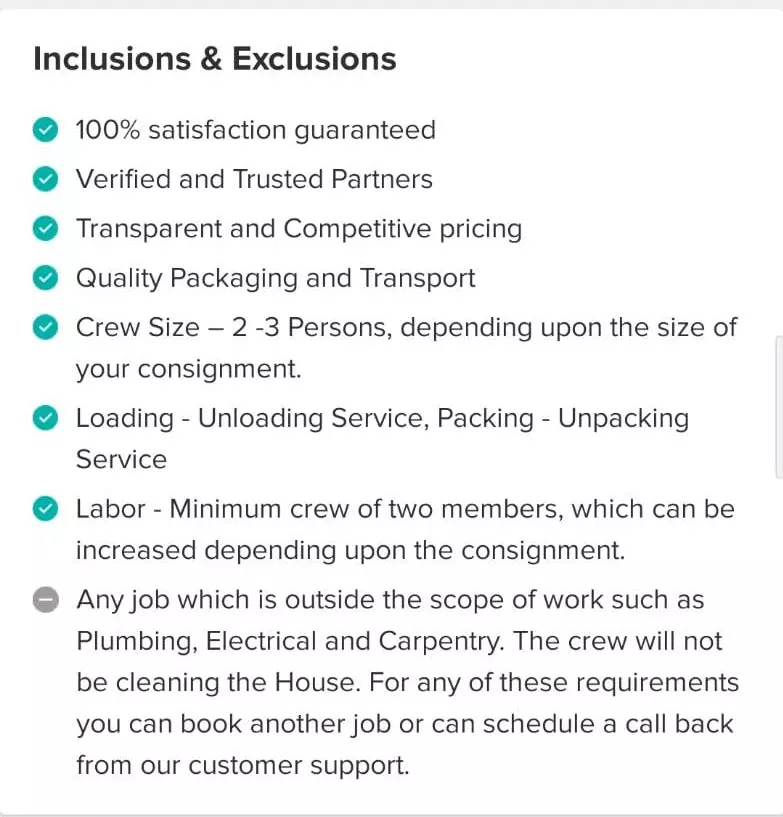 Inclusions & Exclusions
100% satisfaction guaranteed
Verified and Trusted Partners
Transparent and Competitive pricing
Quality Packaging and Transport
Crew Size – 2 -3 Persons, depending upon the size of
your consignment.
Loading - Unloading Service, Packing - Unpacking
Service
Labor - Minimum crew of two members, which can be
increased depending upon the consignment.
Any job which is outside the scope of work such as
Plumbing, Electrical and Carpentry. The crew will not
be cleaning the House. For any of these requirements
you can book another job or can schedule a call back
from our customer support.